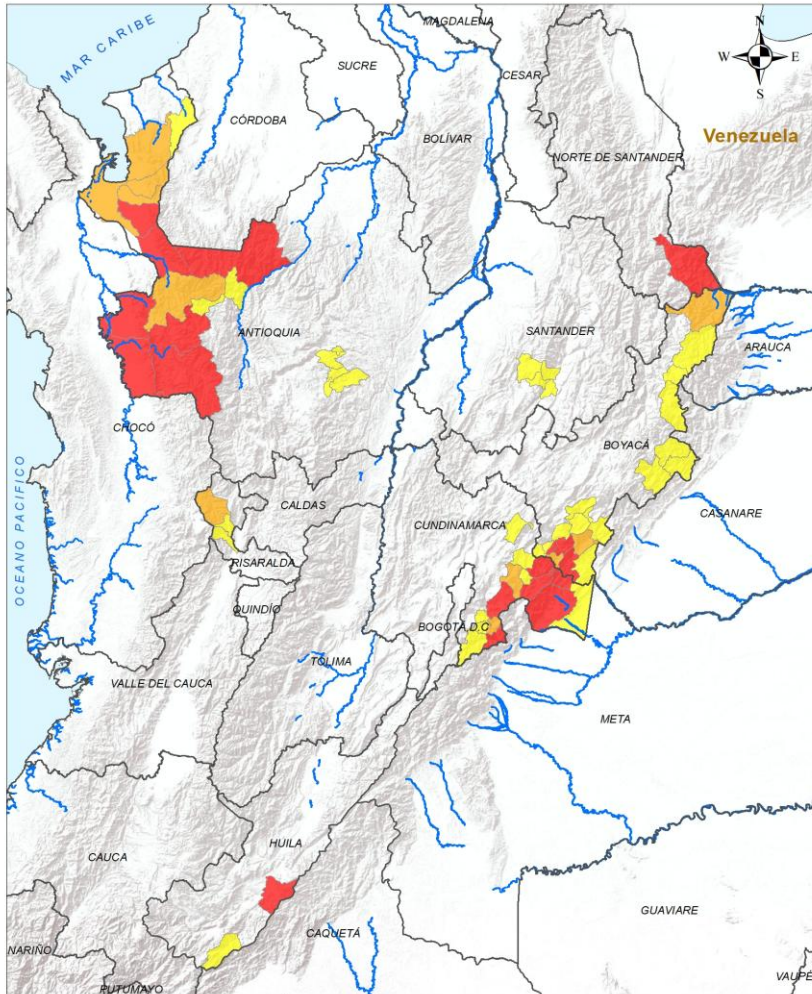 MAGDALENA
N
MAR CARIBE
SUCRE
W
E
CESAR
S
CÓRDOBA
Venezuela
BOLÍVAR
NORTE DE SANTANDER
ANTIOQUIA
SANTANDER
ARAUCA
CHOCÓ
BOYACÁ
OCEANO PACIFICO
CALDAS
CUNDINAMARCA
CASANARE
RISARALDA
QUINDÍO
BOGOTÁ D.C
TOLIMA
VALLE DEL CAUCA
META
HUILA
CAUCA
GUAVIARE
CAQUETÁ
NARIÑO
PUTUMAYO
VAUPÉ